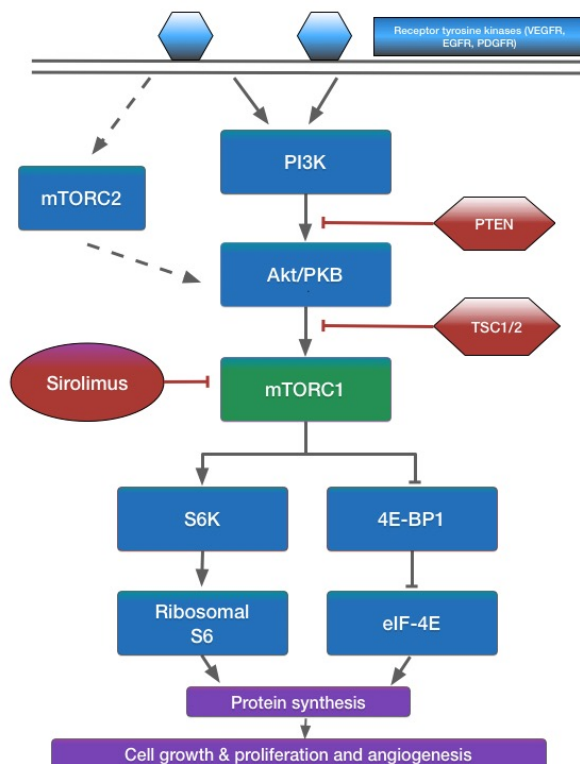 Receptor tyrosine kinases (VEGFR,
EGFR, PDGFR)
PI3K
mTORC2
PTEN
Akt/PKB
TSC1/2
Sirolimus
mTORC1
S6K
4E-BP1
Ribosomal
S6
eIF-4E
Protein synthesis
Cell growth & proliferation and angiogenesis